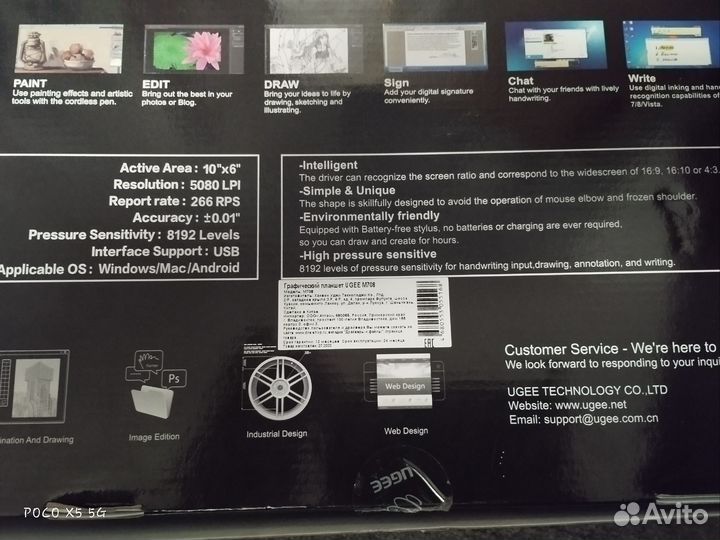 PAINT
Use painting effects and artistic
tools with the cordless pen.
EDIT
Bring out the best in your
photos or Blog.
DRAW
Bring your ideas to life by
drawing, sketching and
illustrating.
Sign
Add your digital signature
conveniently.
Chat
Chat with your friends with lively
handwriting.
Write
Use digital inking and han
recognition capabilities of
7/8/Vista.
Active Area : 10"x6"
Resolution : 5080 LPI
Report rate : 266 RPS
Accuracy : ±0.01"
Pressure Sensitivity : 8192 Levels
Interface Support : USB
Applicable OS : Windows/Mac/Android
-Intelligent
The driver can recognize the screen ratio and correspond to the widescreen of 16:9, 16:10 or 4:3.
-Simple & Unique
The shape is skillfully designed to avoid the operation of mouse elbow and frozen shoulder.
-Environmentally friendly
Equipped with Battery-free stylus, no batteries or charging are ever required,
so you can draw and create for hours.
-High pressure sensitive
8192 levels of pressure sensitivity for handwriting input,drawing, annotation, and writing.
Графический планшет UGEE M708
Модель: M708
EAC
Customer Service - We're here to
We look forward to responding to your inqui
UGEE TECHNOLOGY CO.,LTD
Website: www.ugee.net
Email: support@ugee.com.cn
Ps
Web Design
ination And Drawing
Image Edition
Industrial Design
Web Design
UGEE
POCO X5 5G
Avito